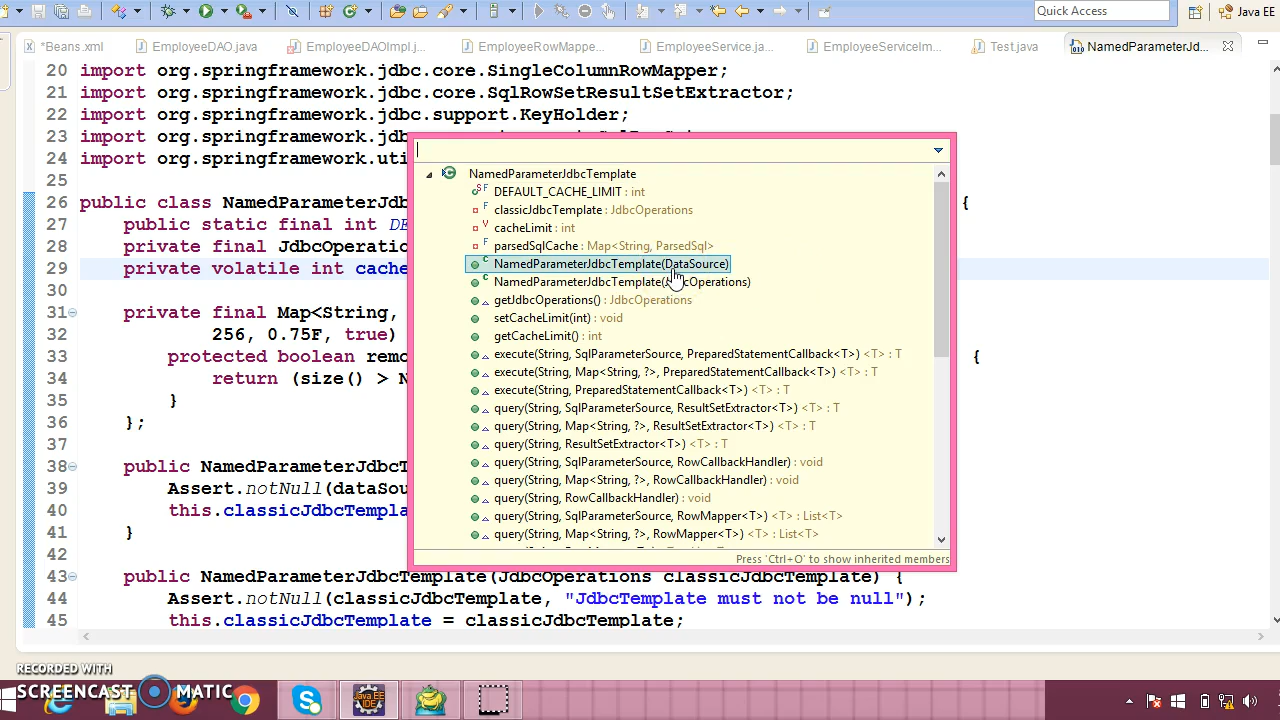 Quick Access
Java EE
*Beans.xml
EmployeeDAO.java
EmployeeDAOImpl.j...
EmployeeRowMappe...
EmployeeService.ja...
EmployeeServiceIm...
Test.java
NamedParameterJd...
20 import org.springframework.jdbc.core.SingleColumnRowMapper;
21 import org.springframework.jdbc.core.SqlRowSetResultSetExtractor;
22 import org.springframework.jdbc.support.KeyHolder;
23 import org.springframework.
24 import org.springframework.uti
25
26 public class NamedParameterJdb {
27 public static final int DE
28 private final JdbcOperatio
29 private volatile int cache
30
31 private final Map<String,
32 256, 0.75F, true)
33 protected boolean remo {
34 return (size() > N
35 }
36 };
37
38 public NamedParameterJdbcT
39 Assert.notNull(dataSou
40 this.classicJdbcTempla
41 }
42
43 public NamedParameterJdbcTemplate(JdbcOperations classicJdbcTemplate) {
44 Assert.notNull(classicJdbcTemplate, "JdbcTemplate must not be null");
45 this.classicJdbcTemplate = classicJdbcTemplate;
NamedParameterJdbcTemplate
DEFAULT_CACHE_LIMIT : int
classicJdbcTemplate : JdbcOperations
cacheLimit : int
parsedSqlCache : Map<String, ParsedSql>
NamedParameterJdbcTemplate(DataSource)
NamedParameterJdbcTemplate(JdbcOperations)
getJdbcOperations() : JdbcOperations
setCacheLimit(int) : void
getCacheLimit() : int
execute(String, SqlParameterSource, PreparedStatementCallback<T>) <T> : T
execute(String, Map<String, ?>, PreparedStatementCallback<T>) <T> : T
execute(String, PreparedStatementCallback<T>) <T> : T
query(String, SqlParameterSource, ResultSetExtractor<T>) <T> : T
query(String, Map<String, ?>, ResultSetExtractor<T>) <T> : T
query(String, ResultSetExtractor<T>) <T> : T
query(String, SqlParameterSource, RowCallbackHandler) : void
query(String, Map<String, ?>, RowCallbackHandler) : void
query(String, RowCallbackHandler) : void
query(String, SqlParameterSource, RowMapper<T>) <T> : List<T>
query(String, Map<String, ?>, RowMapper<T>) <T> : List<T>
Press 'Ctrl+O' to show inherited members
RECORDED WITH
SCREENCAST MATIC
Java EE
IDE